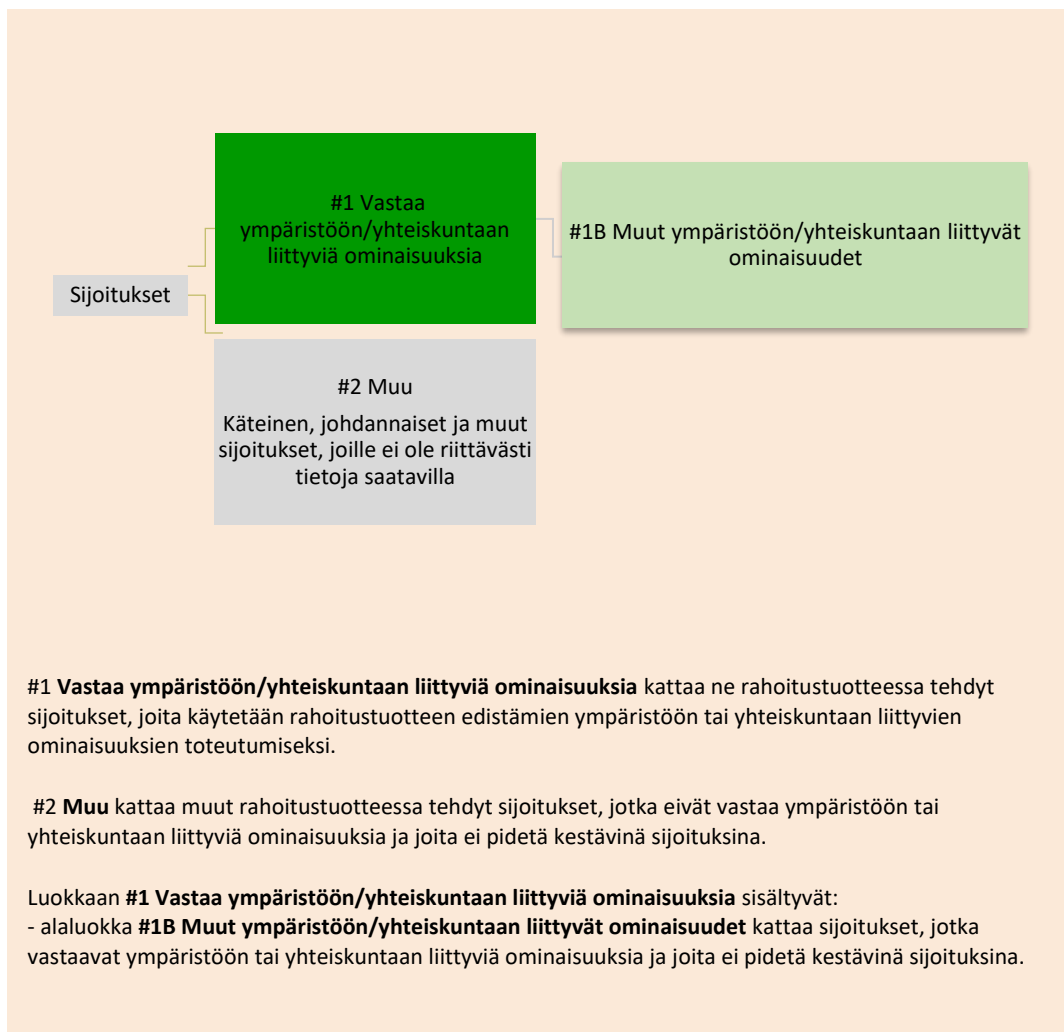 #1 Vastaa
ympäristöön/yhteiskuntaan
liittyviä ominaisuuksia
#1B Muut ympäristöön/yhteiskuntaan liittyvät
ominaisuudet
Sijoitukset
#2 Muu
Käteinen, johdannaiset ja muut
sijoitukset, joille ei ole riittävästi
tietoja saatavilla
#1 Vastaa ympäristöön/yhteiskuntaan liittyviä ominaisuuksia kattaa ne rahoitustuotteessa tehdyt
sijoitukset, joita käytetään rahoitustuotteen edistämien ympäristöön tai yhteiskuntaan liittyvien
ominaisuuksien toteutumiseksi.
#2 Muu kattaa muut rahoitustuotteessa tehdyt sijoitukset, jotka eivät vastaa ympäristöön tai
yhteiskuntaan liittyviä ominaisuuksia ja joita ei pidetä kestävinä sijoituksina.
Luokkaan #1 Vastaa ympäristöön/yhteiskuntaan liittyviä ominaisuuksia sisältyvät:
- alaluokka #1B Muut ympäristöön/yhteiskuntaan liittyvät ominaisuudet kattaa sijoitukset, jotka
vastaavat ympäristöön tai yhteiskuntaan liittyviä ominaisuuksia ja joita ei pidetä kestävinä sijoituksina.